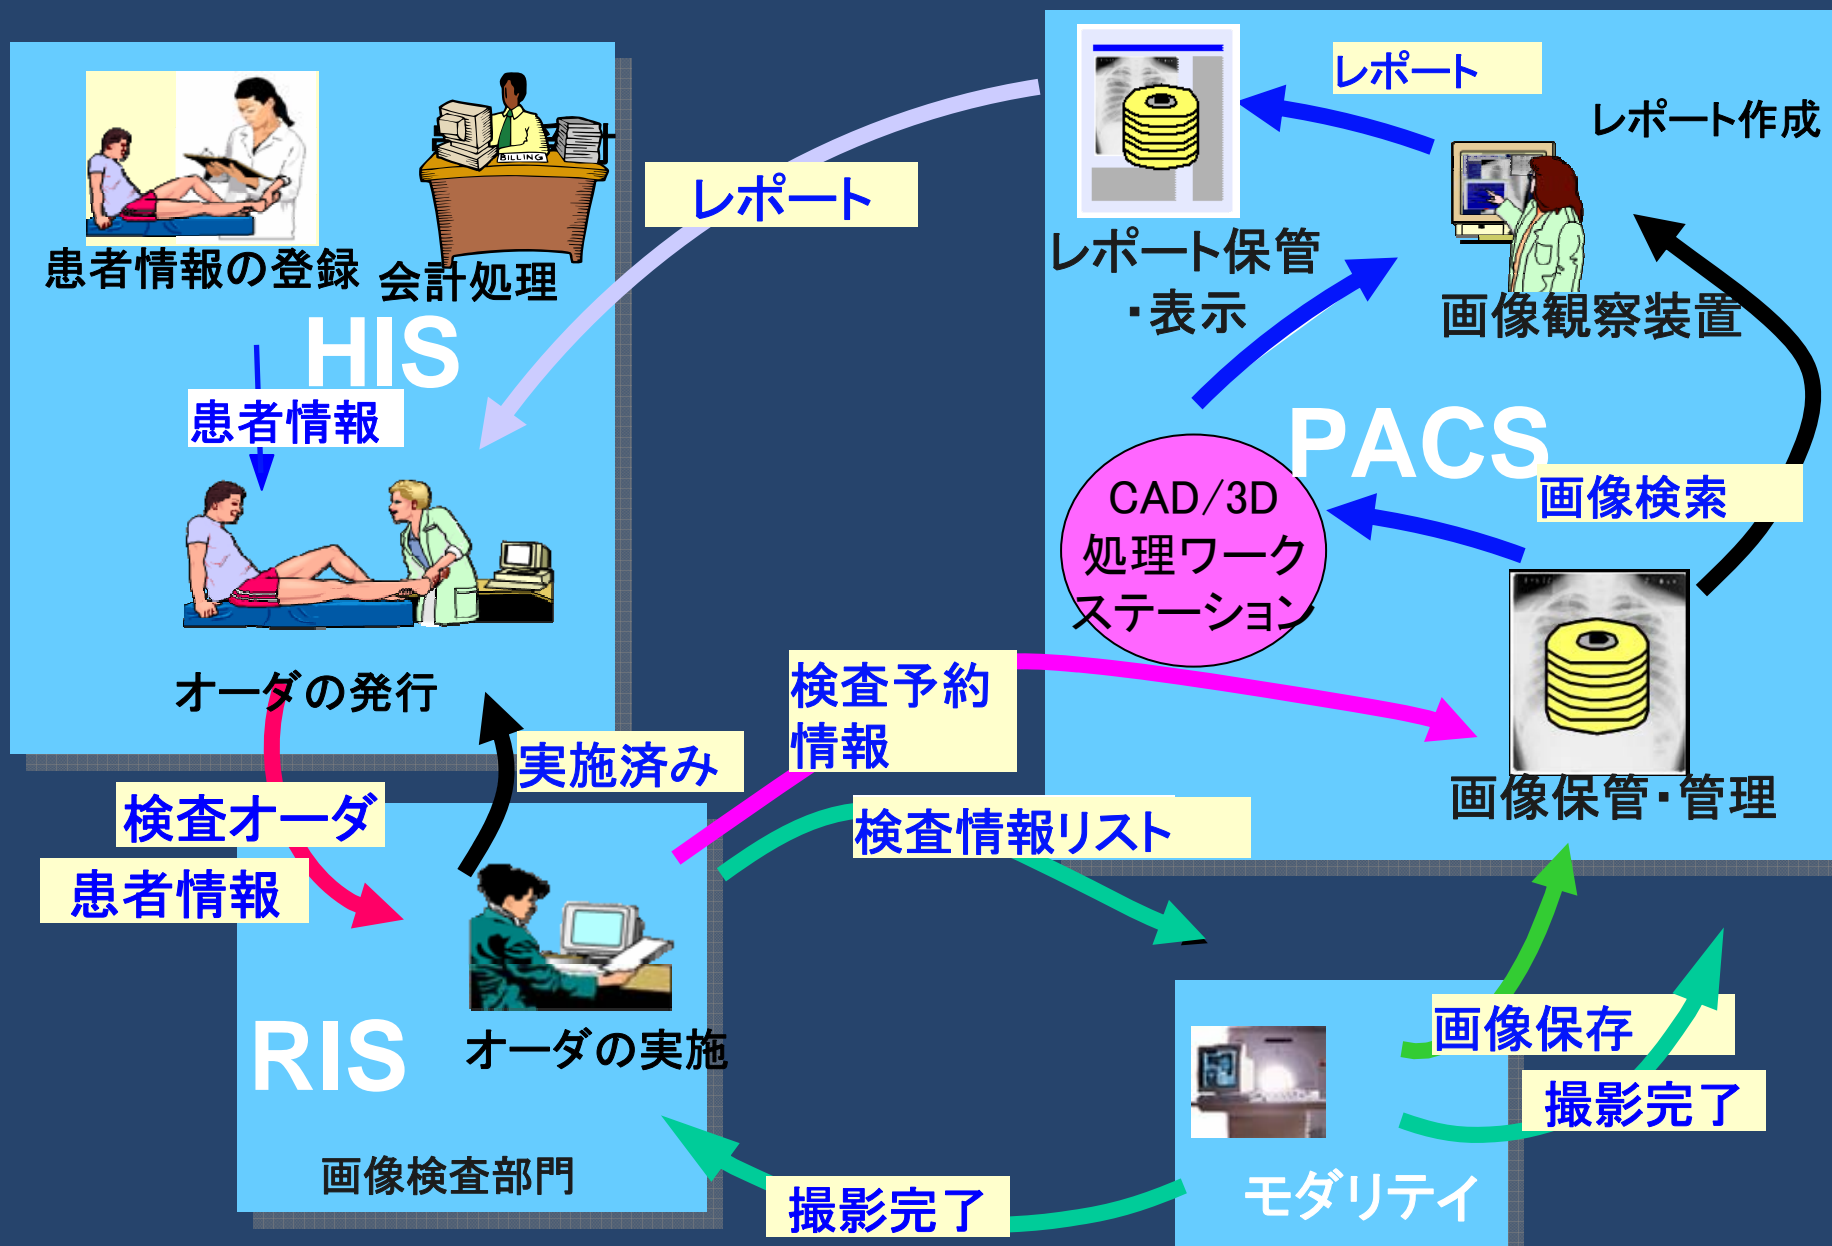 レポート
レポート作成
BILLING
レポート
患者情報の登録
会計処理
レポート保管
・表示
画像観察装置
HIS
患者情報
PACS
CAD/3D
処理ワーク
ステーション
画像検索
オーダの発行
検査予約
情報
実施済み
画像保管・管理
検査オーダ
検査情報リスト
患者情報
画像保存
RIS
オーダの実施
撮影完了
画像検査部門
モダリティ
撮影完了